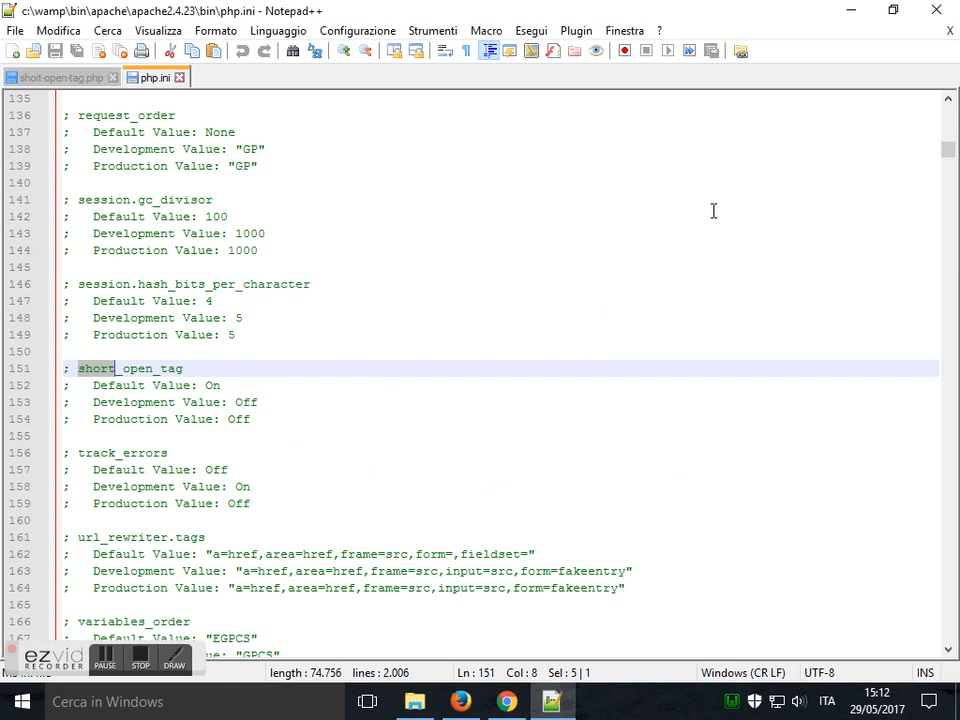 c:\wamp\bin\apache\apache2.4.23\bin\php.ini - Notepad++
File Modifica Cerca Visualizza Formato Linguaggio Configurazione Strumenti Macro Esegui Plugin Finestra ? X
short-open-tag.php php.ini
135
136 ; request_order
137 ;   Default Value: None
138 ;   Development Value: "GP"
139 ;   Production Value: "GP"
140
141 ; session.gc_divisor
142 ;   Default Value: 100
143 ;   Development Value: 1000
144 ;   Production Value: 1000
145
146 ; session.hash_bits_per_character
147 ;   Default Value: 4
148 ;   Development Value: 5
149 ;   Production Value: 5
150
151 ; short_open_tag
152 ;   Default Value: On
153 ;   Development Value: Off
154 ;   Production Value: Off
155
156 ; track_errors
157 ;   Default Value: Off
158 ;   Development Value: On
159 ;   Production Value: Off
160
161 ; url_rewriter.tags
162 ;   Default Value: "a=href,area=href,frame=src,form=,fieldset="
163 ;   Development Value: "a=href,area=href,frame=src,input=src,form=fakeentry"
164 ;   Production Value: "a=href,area=href,frame=src,input=src,form=fakeentry"
165
166 ; variables_order
167 ;   Default Value: "EGPCS"
"GPCS"
ezvid RECORDER PAUSE STOP DRAW
length : 74.756 lines : 2.006 Ln : 151 Col : 8 Sel : 5 | 1 Windows (CR LF) UTF-8 INS
Cerca in Windows ITA 15:12
29/05/2017